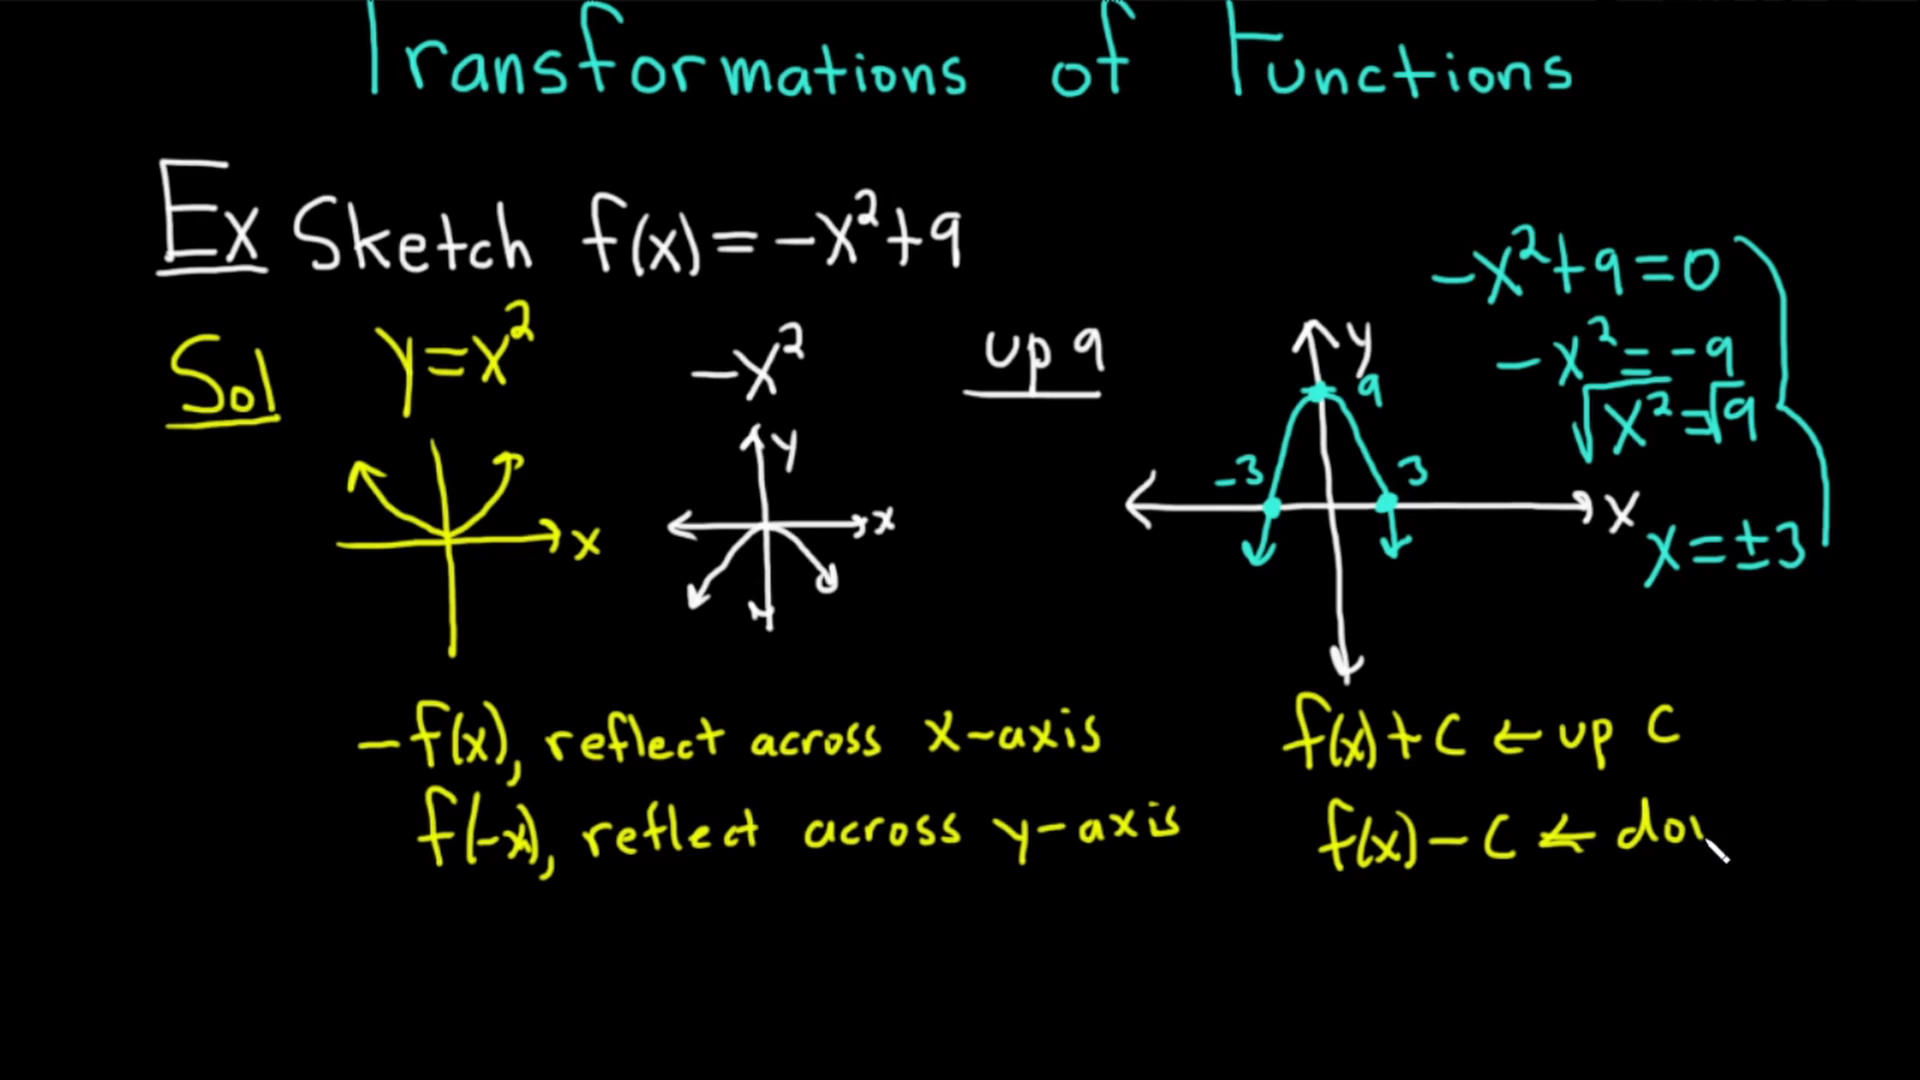 Transformations of Functions
Ex Sketch f(x) = -x²+9
-x²+9=0
Sol y=x² -x² up 9
-x²=-9
√x²=√9
y
9
y
-3 3
x
x
x
x=±3
-f(x), reflect across x-axis
f(x)+C ← up C
f(-x), reflect across y-axis
f(x)-C ← dow